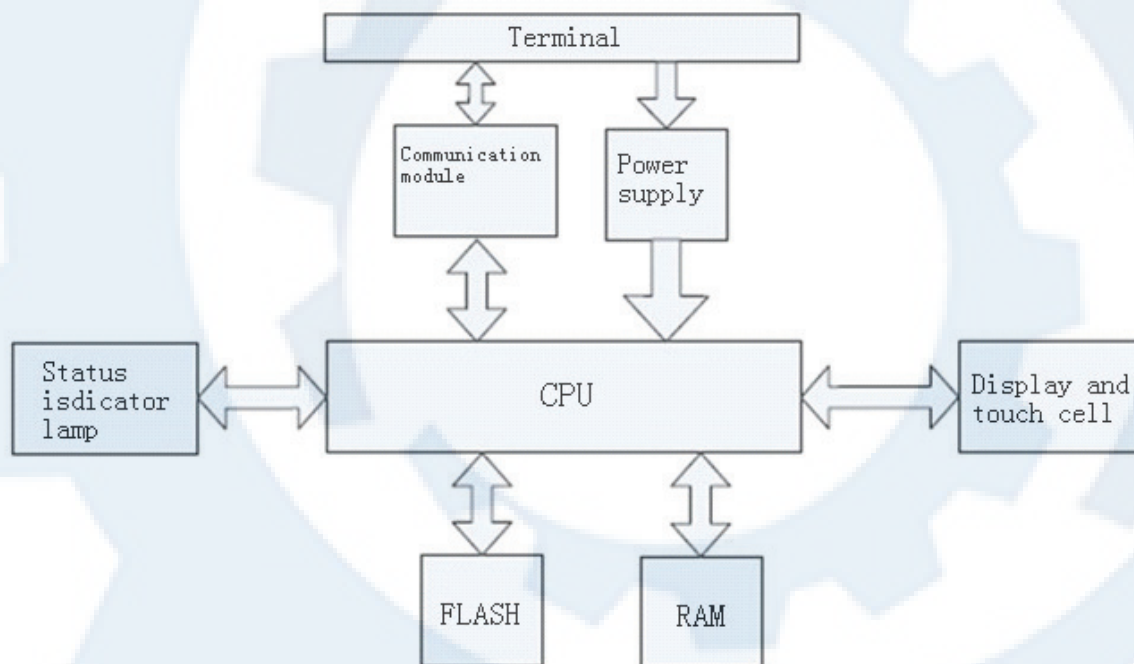 Terminal
Communication
module
Power
supply
Status
isdicator
lamp
CPU
Display and
touch cell
FLASH
RAM